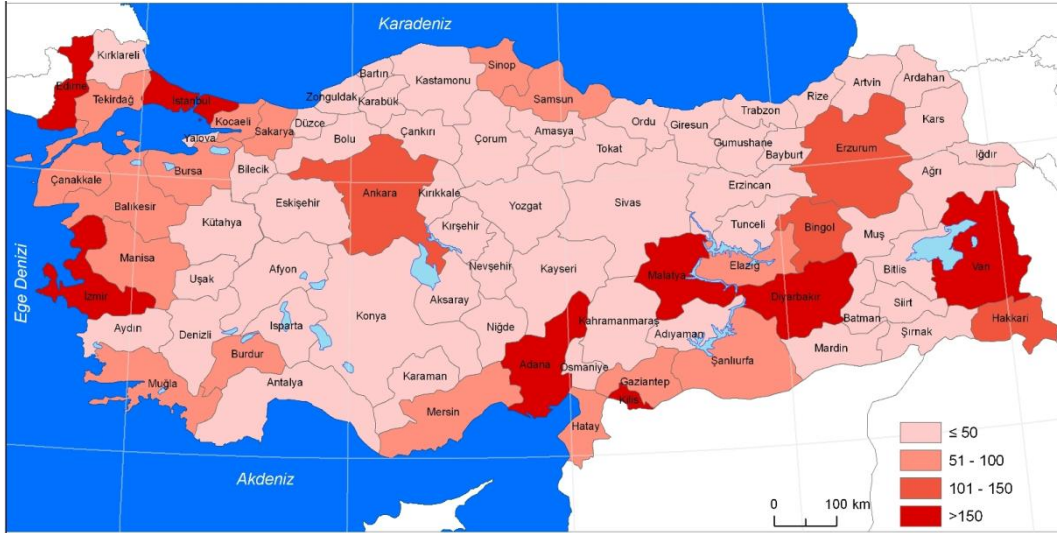 Karadeniz
Kırklareli
Edirne
Tekirdağ
İstanbul
Kocaeli
Yalova
Sakarya
Düzce
Zonguldak
Bartın
Karabük
Kastamonu
Sinop
Samsun
Bolu
Çankırı
Çorum
Amasya
Ordu
Giresun
Trabzon
Rize
Artvin
Ardahan
Kars
Tokat
Gumushane
Bayburt
Erzurum
Iğdır
Ağrı
Çanakkale
Bursa
Bilecik
Balıkesir
Kütahya
Eskişehir
Ankara
Kırıkkale
Kırşehir
Yozgat
Sivas
Erzincan
Tunceli
Bingol
Muş
Ege Denizi
Manisa
İzmir
Uşak
Afyon
Nevşehir
Kayseri
Malatya
Elazığ
Diyarbakır
Bitlis
Van
Aydın
Denizli
Isparta
Konya
Aksaray
Niğde
Kahramanmaraş
Adıyaman
Batman
Siirt
Şırnak
Hakkari
Muğla
Burdur
Antalya
Karaman
Mersin
Adana
Osmaniye
Gaziantep
Kilis
Şanlıurfa
Mardin
Hatay
Akdeniz
≤ 50
51 - 100
101 - 150
>150
0 100 km